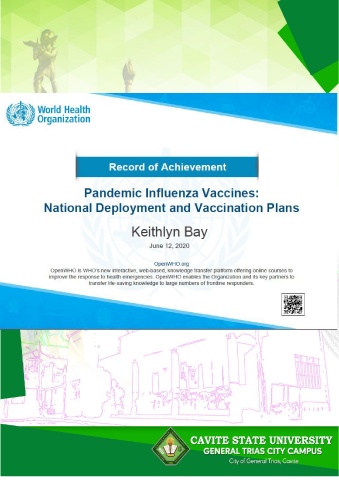 World Health
Organization
Record of Achievement
Pandemic Influenza Vaccines:
National Deployment and Vaccination Plans
Keithlyn Bay
June 12, 2020
OpenWHO.org
OpenWHO is WHO's new interactive, web-based, knowledge transfer platform offering online courses to
improve the response to health emergencies. OpenWHO enables the Organization and its key partners to
transfer life-saving knowledge to large numbers of frontline responders.
CAVITE STATE UNIVERSITY
GENERAL TRIAS CITY CAMPUS
City of General Trias, Cavite